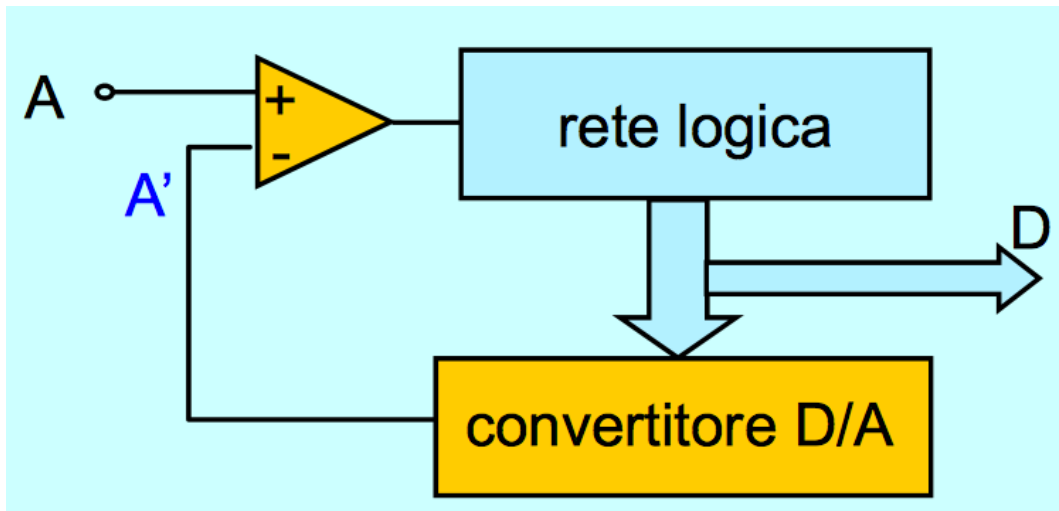 A
+
-
A’
rete logica
D
convertitore D/A